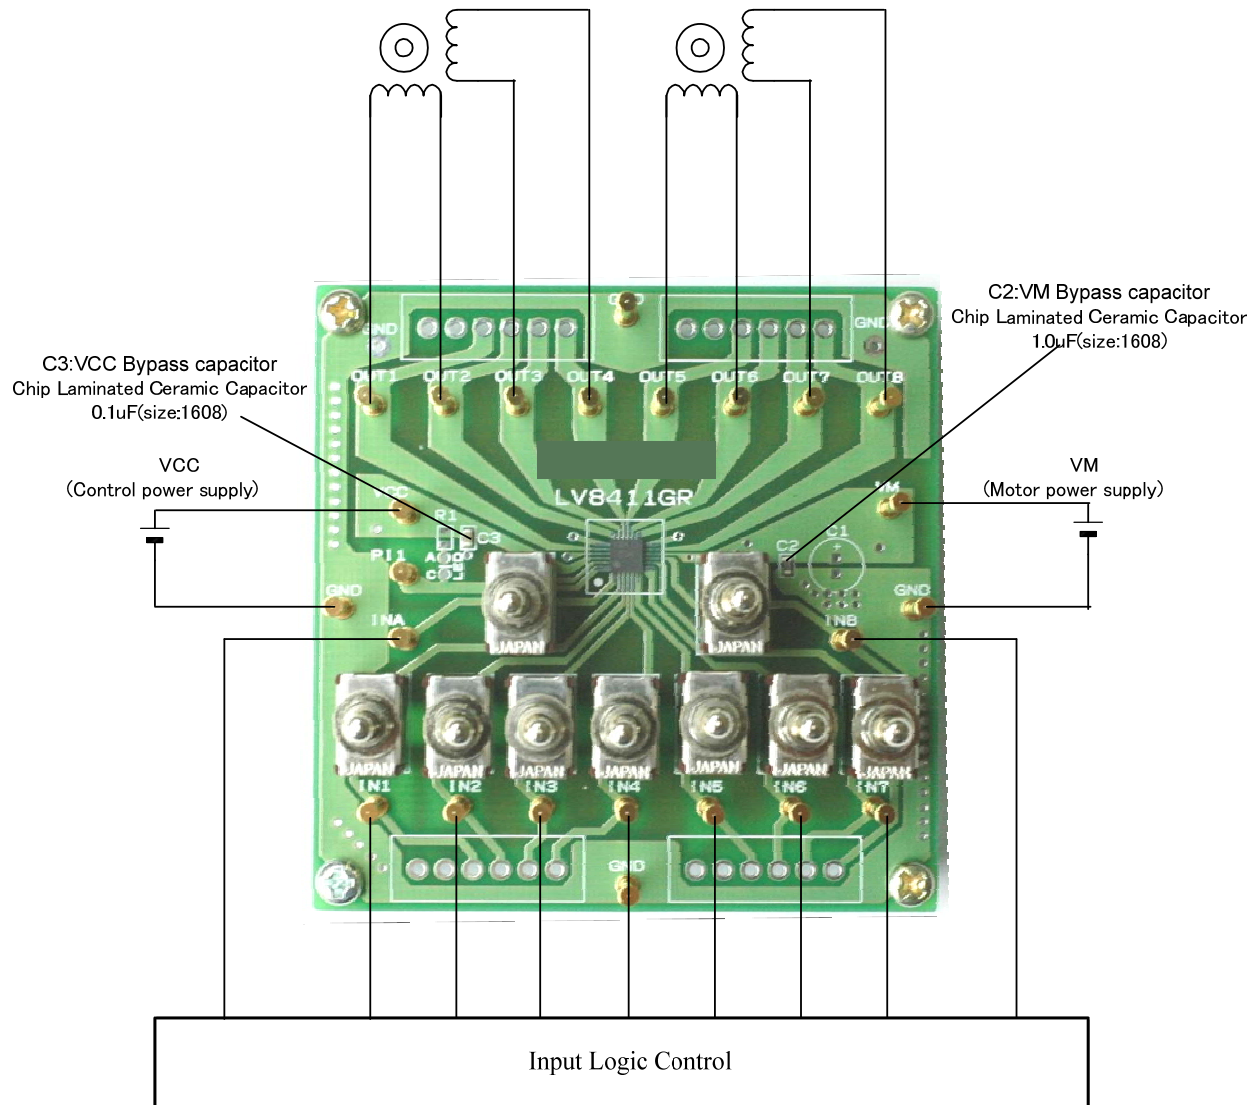 C2:VM Bypass capacitor
Chip Laminated Ceramic Capacitor
1.0uF(size:1608)
C3:VCC Bypass capacitor
Chip Laminated Ceramic Capacitor
0.1uF(size:1608)
VCC
(Control power supply)
VM
(Motor power supply)
GND
GND
GND
OUT1 OUT2 OUT3 OUT4 OUT5 OUT6 OUT7 OUT8
LV8411GR
VCC
VM
R1
C3
C2
C1
+
PI1
A
C
GND
GND
INA
INB
JAPAN JAPAN
JAPAN JAPAN JAPAN JAPAN JAPAN JAPAN JAPAN
IN1 IN2 IN3 IN4 IN5 IN6 IN7
GND
Input Logic Control